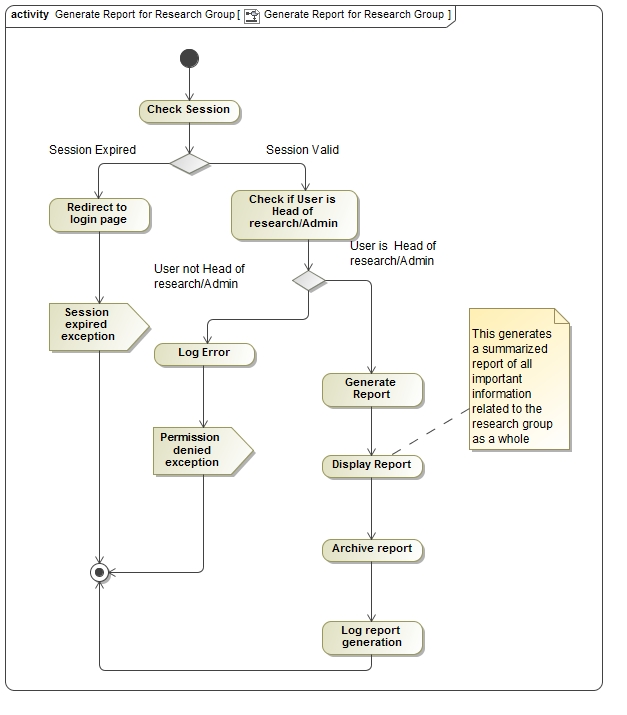 activity Generate Report for Research Group [ Generate Report for Research Group ]
Check Session
Session Expired
Session Valid
Redirect to
login page
Check if User is
Head of
research/Admin
User is Head of
research/Admin
User not Head of
research/Admin
Session
expired
exception
Log Error
Generate
Report
This generates
a summarized
report of all
important
information
related to the
research group
as a whole
Permission
denied
exception
Display Report
Archive report
Log report
generation